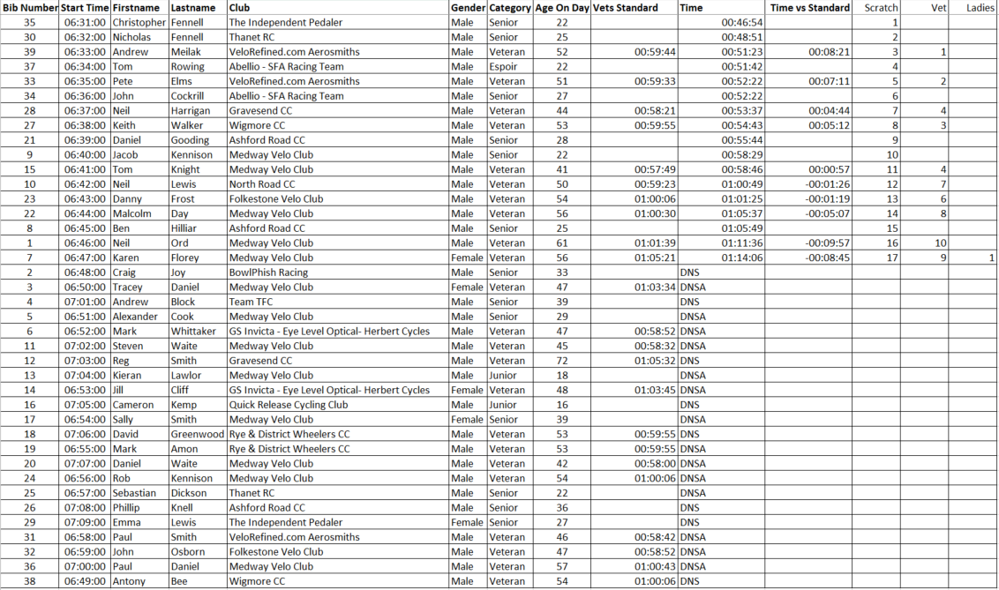 Bib Number Start Time Firstname Lastname Club Gender Category Age On Day Vets Standard Time Time vs Standard Scratch Vet Ladies
35 06:31:00 Christopher Fennell The Independent Pedaler Male Senior 22 00:46:54 1
30 06:32:00 Nicholas Fennell Thanet RC Male Senior 25 00:48:51 2
39 06:33:00 Andrew Meilak VeloRefined.com Aerosmiths Male Veteran 52 00:59:44 00:51:23 00:08:21 3 1
37 06:34:00 Tom Rowing Abellio - SFA Racing Team Male Espoir 22 00:51:42 4
33 06:35:00 Pete Elms VeloRefined.com Aerosmiths Male Veteran 51 00:59:33 00:52:22 00:07:11 5 2
34 06:36:00 John Cockrill Abellio - SFA Racing Team Male Senior 27 00:52:22 6
28 06:37:00 Neil Harrigan Gravesend CC Male Veteran 44 00:58:21 00:53:37 00:04:44 7 4
27 06:38:00 Keith Walker Wigmore CC Male Veteran 53 00:59:55 00:54:43 00:05:12 8 3
21 06:39:00 Daniel Gooding Ashford Road CC Male Senior 28 00:55:44 9
9 06:40:00 Jacob Kennison Medway Velo Club Male Senior 22 00:58:29 10
15 06:41:00 Tom Knight Medway Velo Club Male Veteran 41 00:57:49 00:58:46 00:00:57 11 4
10 06:42:00 Neil Lewis North Road CC Male Veteran 50 00:59:23 01:00:49 -00:01:26 12 7
23 06:43:00 Danny Frost Folkestone Velo Club Male Veteran 54 01:00:06 01:01:25 -00:01:19 13 6
22 06:44:00 Malcolm Day Medway Velo Club Male Veteran 56 01:00:30 01:05:37 -00:05:07 14 8
8 06:45:00 Ben Hilliar Ashford Road CC Male Senior 25 01:05:49 15
1 06:46:00 Neil Ord Medway Velo Club Male Veteran 61 01:01:39 01:11:36 -00:09:57 16 10
7 06:47:00 Karen Florey Medway Velo Club Female Veteran 56 01:05:21 01:14:06 -00:08:45 17 9 1
2 06:48:00 Craig Joy BowlPhish Racing Male Senior 33 DNS
3 06:50:00 Tracey Daniel Medway Velo Club Female Veteran 47 01:03:34 DNSA
4 07:01:00 Andrew Block Team TFC Male Senior 39 DNS
5 06:51:00 Alexander Cook Medway Velo Club Male Senior 29 DNSA
6 06:52:00 Mark Whittaker GS Invicta - Eye Level Optical- Herbert Cycles Male Veteran 47 00:58:52 DNSA
11 07:02:00 Steven Waite Medway Velo Club Male Veteran 45 00:58:32 DNSA
12 07:03:00 Reg Smith Gravesend CC Male Veteran 72 01:05:32 DNS
13 07:04:00 Kieran Lawlor Medway Velo Club Male Junior 18 DNSA
14 06:53:00 Jill Cliff GS Invicta - Eye Level Optical- Herbert Cycles Female Veteran 48 01:03:45 DNSA
16 07:05:00 Cameron Kemp Quick Release Cycling Club Male Junior 16 DNS
17 06:54:00 Sally Smith Medway Velo Club Female Senior 39 DNSA
18 07:06:00 David Greenwood Rye & District Wheelers CC Male Veteran 53 00:59:55 DNS
19 06:55:00 Mark Amon Rye & District Wheelers CC Male Veteran 53 00:59:55 DNSA
20 07:07:00 Daniel Waite Medway Velo Club Male Veteran 42 00:58:00 DNSA
24 06:56:00 Rob Kennison Medway Velo Club Male Veteran 54 01:00:06 DNSA
25 06:57:00 Sebastian Dickson Thanet RC Male Senior 22 DNSA
26 07:08:00 Phillip Knell Ashford Road CC Male Senior 36 DNS
29 07:09:00 Emma Lewis The Independent Pedaler Female Senior 27 DNS
31 06:58:00 Paul Smith VeloRefined.com Aerosmiths Male Veteran 46 00:58:42 DNSA
32 06:59:00 John Osborn Folkestone Velo Club Male Veteran 47 00:58:52 DNSA
36 07:00:00 Paul Daniel Medway Velo Club Male Veteran 57 01:00:43 DNSA
38 06:49:00 Antony Bee Wigmore CC Male Veteran 54 01:00:06 DNS